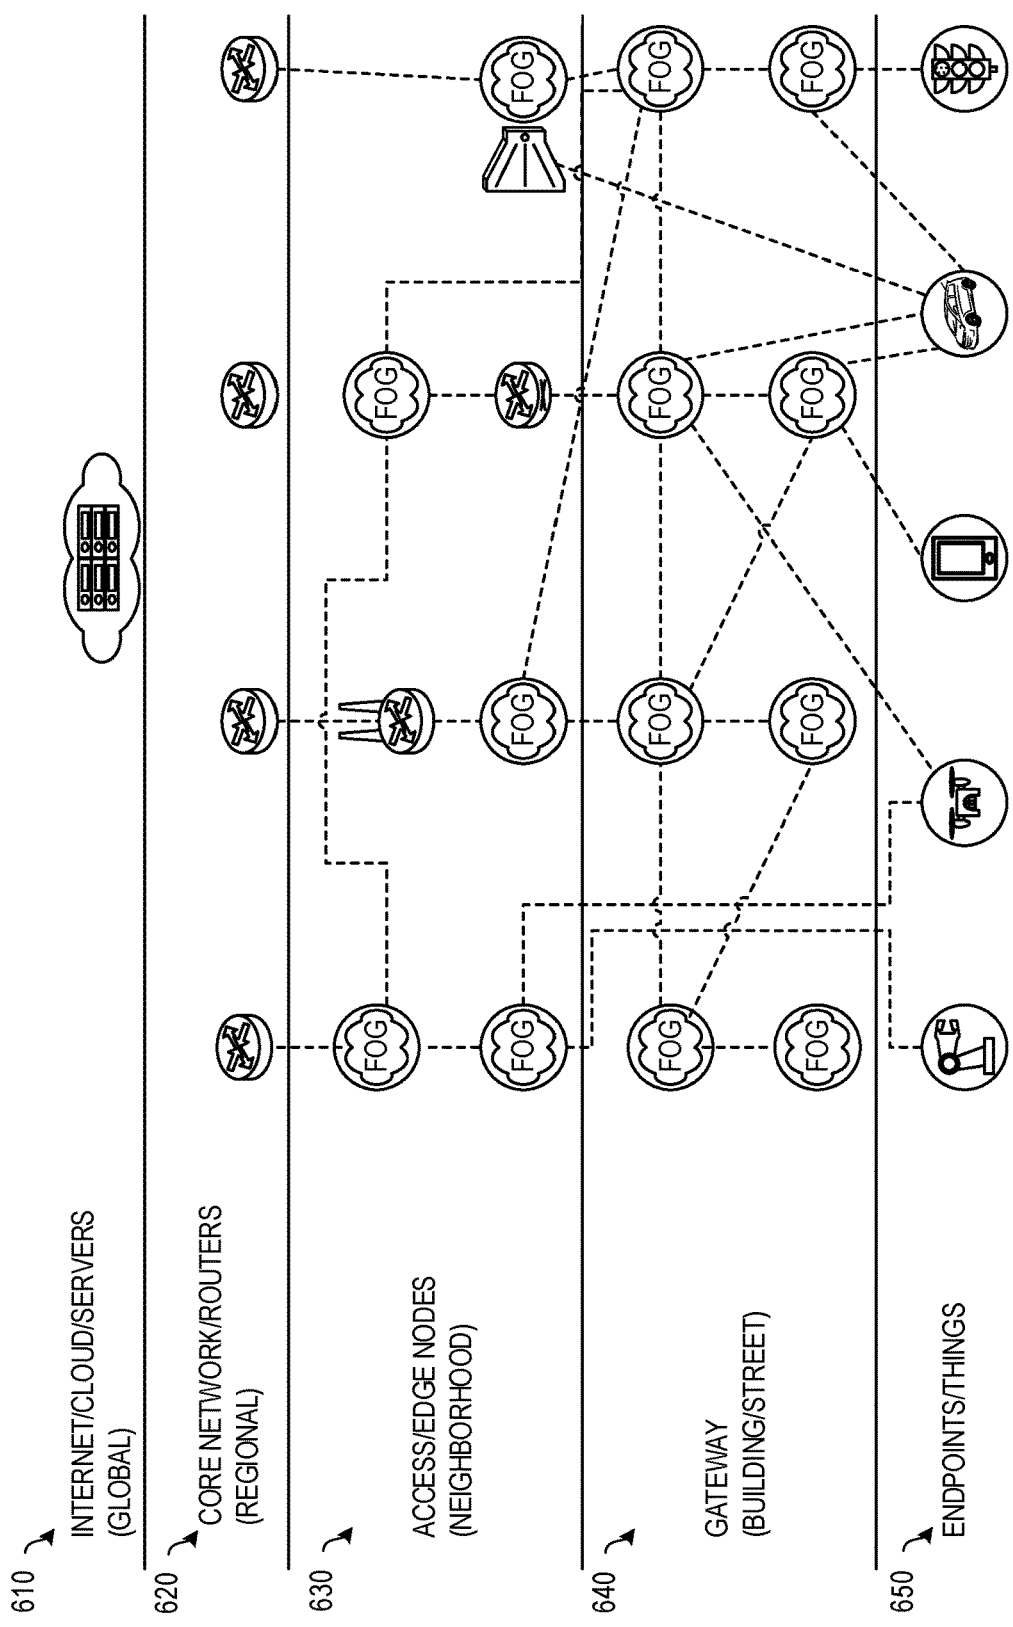 610
INTERNET/CLOUD/SERVERS
(GLOBAL)
620
CORE NETWORK/ROUTERS
(REGIONAL)
630
ACCESS/EDGE NODES
(NEIGHBORHOOD)
FOG
FOG
FOG
FOG
FOG
640
GATEWAY
(BUILDING/STREET)
FOG
FOG
FOG
FOG
FOG
FOG
FOG
FOG
650
ENDPOINTS/THINGS